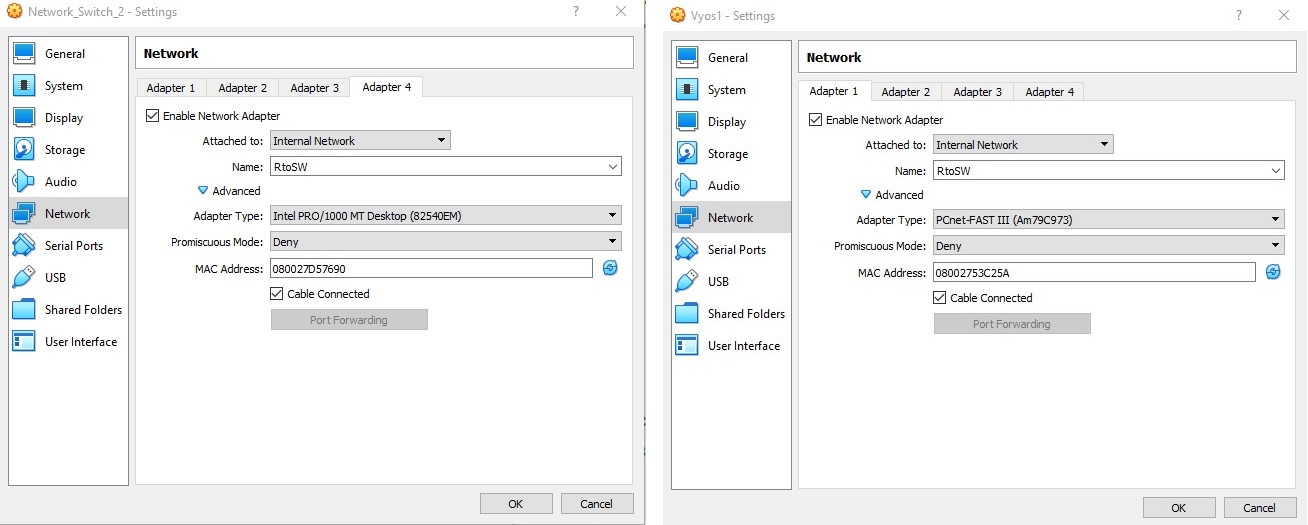 Network_Switch_2 - Settings
?
General
System
Display
Storage
Audio
Network
Serial Ports
USB
Shared Folders
User Interface
Network
Adapter 1 Adapter 2 Adapter 3 Adapter 4
Enable Network Adapter
Attached to: Internal Network
Name: RtoSW
Advanced
Adapter Type: Intel PRO/1000 MT Desktop (82540EM)
Promiscuous Mode: Deny
MAC Address: 080027D57690
Cable Connected
Port Forwarding
OK Cancel
Vyos1 - Settings
?
General
System
Display
Storage
Audio
Network
Serial Ports
USB
Shared Folders
User Interface
Network
Adapter 1 Adapter 2 Adapter 3 Adapter 4
Enable Network Adapter
Attached to: Internal Network
Name: RtoSW
Advanced
Adapter Type: PCnet-FAST III (Am79C973)
Promiscuous Mode: Deny
MAC Address: 08002753C25A
Cable Connected
Port Forwarding
OK Cancel